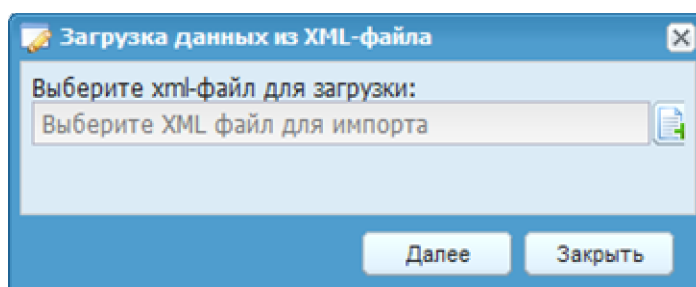 Загрузка данных из XML-файла
Выберите xml-файл для загрузки:
Выберите XML файл для импорта
Далее
Закрыть